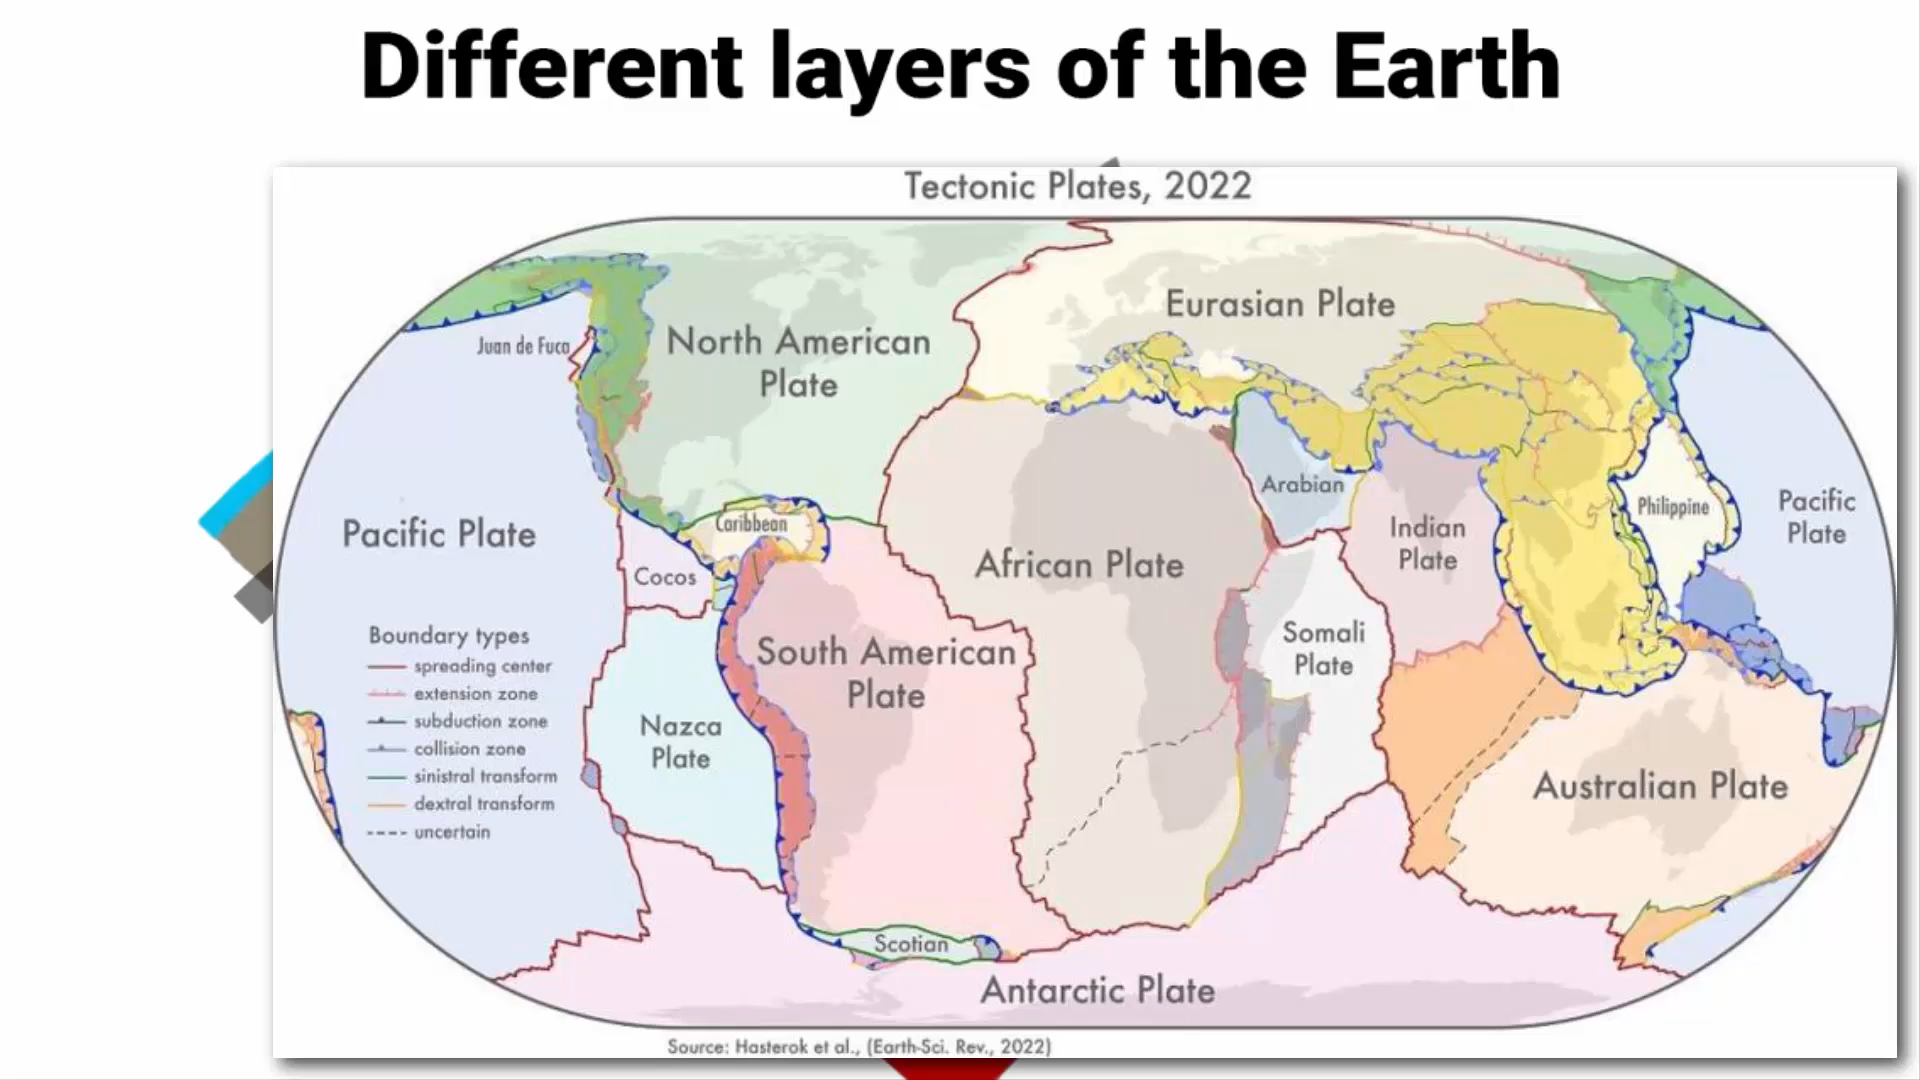 Different layers of the Earth
Tectonic Plates, 2022
Eurasian Plate
Juan de Fuca
North American
Plate
Arabian
Caribbean
Philippine
Pacific
Plate
Pacific Plate
Indian
Plate
African Plate
Cocos
Somali
Plate
South American
Plate
Boundary types
spreading center
extension zone
subduction zone
collision zone
sinistral transform
dextral transform
uncertain
Nazca
Plate
Australian Plate
Scotian
Antarctic Plate
Source: Hasterok et al., (Earth-Sci. Rev., 2022)